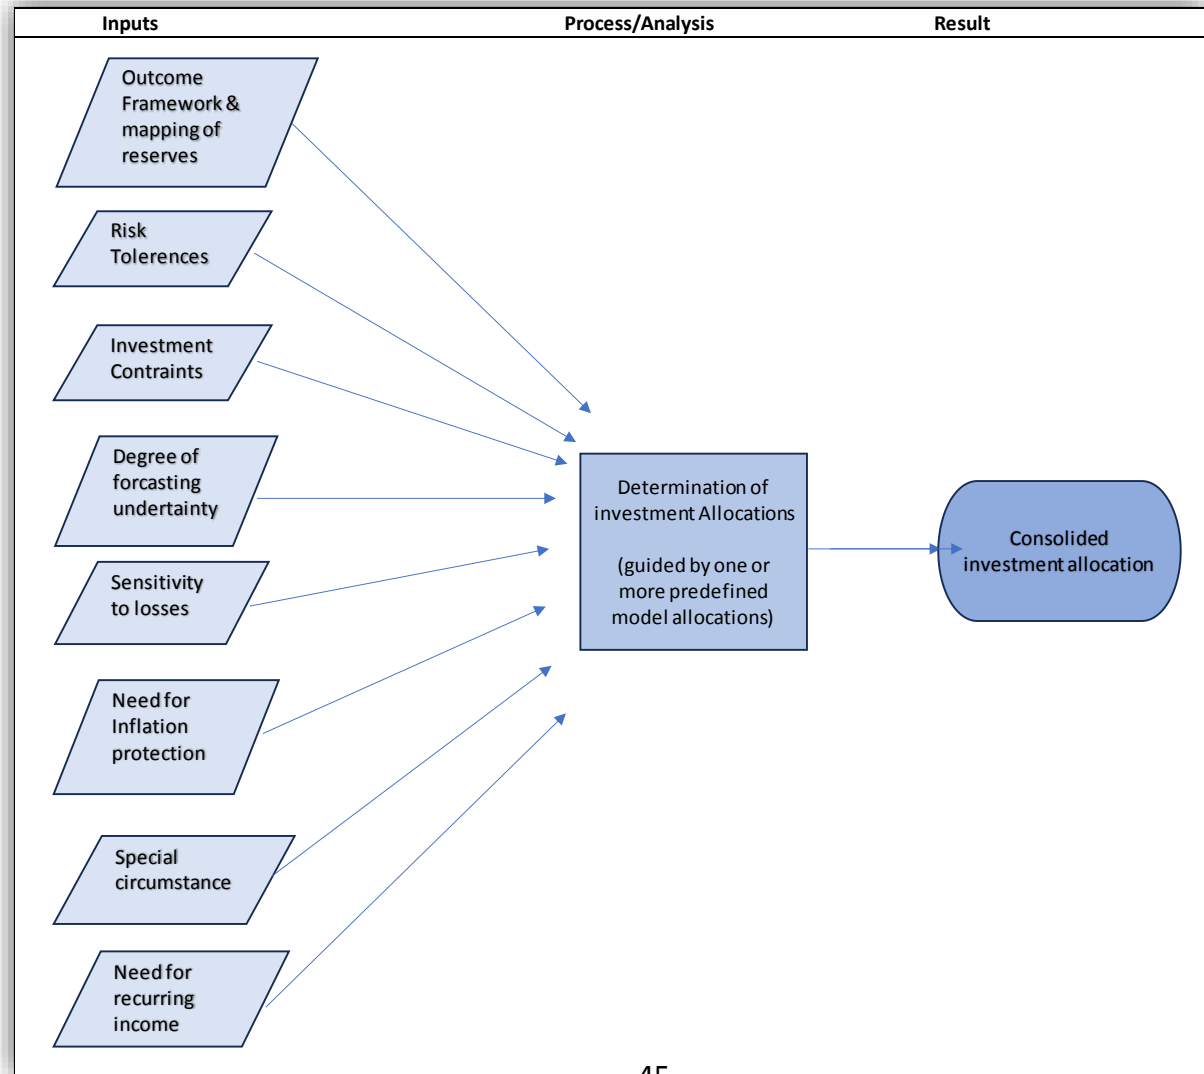 Inputs
Process/Analysis
Result
Outcome
Framework &
mapping of
reserves
Risk
Tolerences
Investment
Contraints
Degree of
forcasting
undertainty
Sensitivity
to losses
Need for
Inflation
protection
Special
circumstance
Need for
recurring
income
Determination of
investment Allocations
(guided by one or
more predefined
model allocations)
Consolided
investment allocation
45